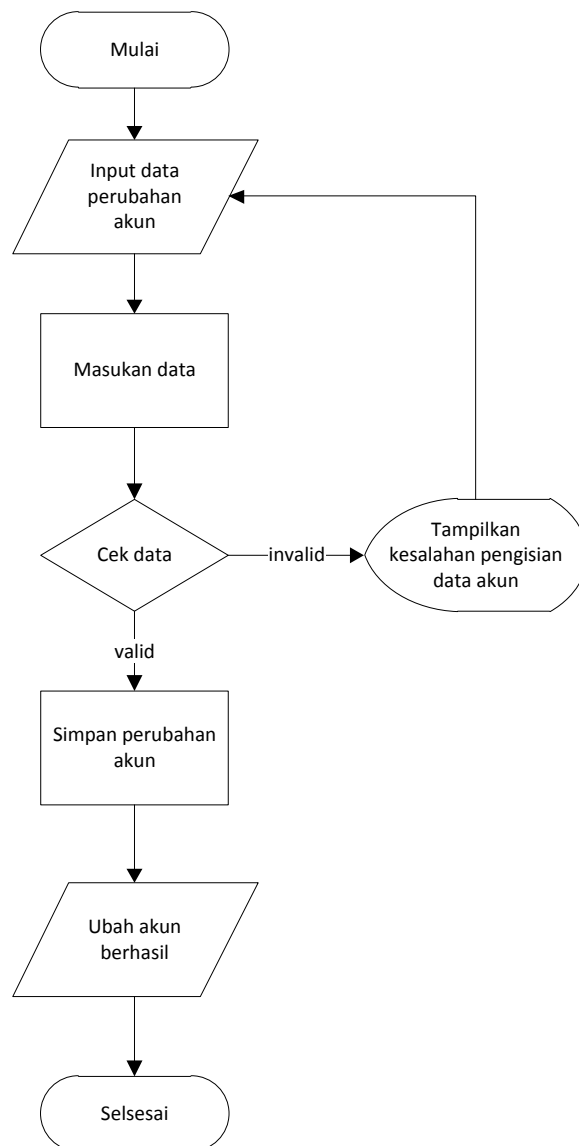 Mulai
Input data
perubahan
akun
Masukan data
Cek data
invalid
Tampilkan
kesalahan pengisian
data akun
valid
Simpan perubahan
akun
Ubah akun
berhasil
Selsesai